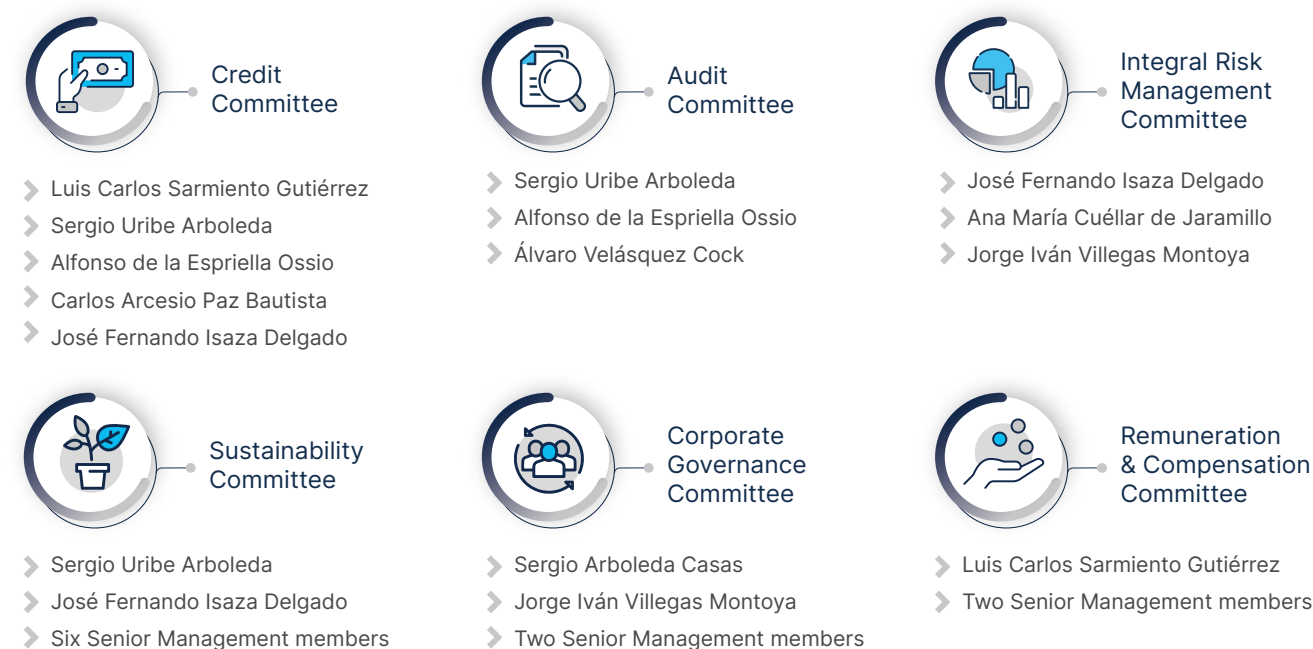 Credit
Committee
Luis Carlos Sarmiento Gutiérrez
Sergio Uribe Arboleda
Alfonso de la Espriella Ossio
Carlos Arcesio Paz Bautista
José Fernando Isaza Delgado
Audit
Committee
Sergio Uribe Arboleda
Alfonso de la Espriella Ossio
Álvaro Velásquez Cock
Integral Risk
Management
Committee
José Fernando Isaza Delgado
Ana María Cuéllar de Jaramillo
Jorge Iván Villegas Montoya
Sustainability
Committee
Sergio Uribe Arboleda
José Fernando Isaza Delgado
Six Senior Management members
Corporate
Governance
Committee
Sergio Arboleda Casas
Jorge Iván Villegas Montoya
Two Senior Management members
Remuneration
& Compensation
Committee
Luis Carlos Sarmiento Gutiérrez
Two Senior Management members